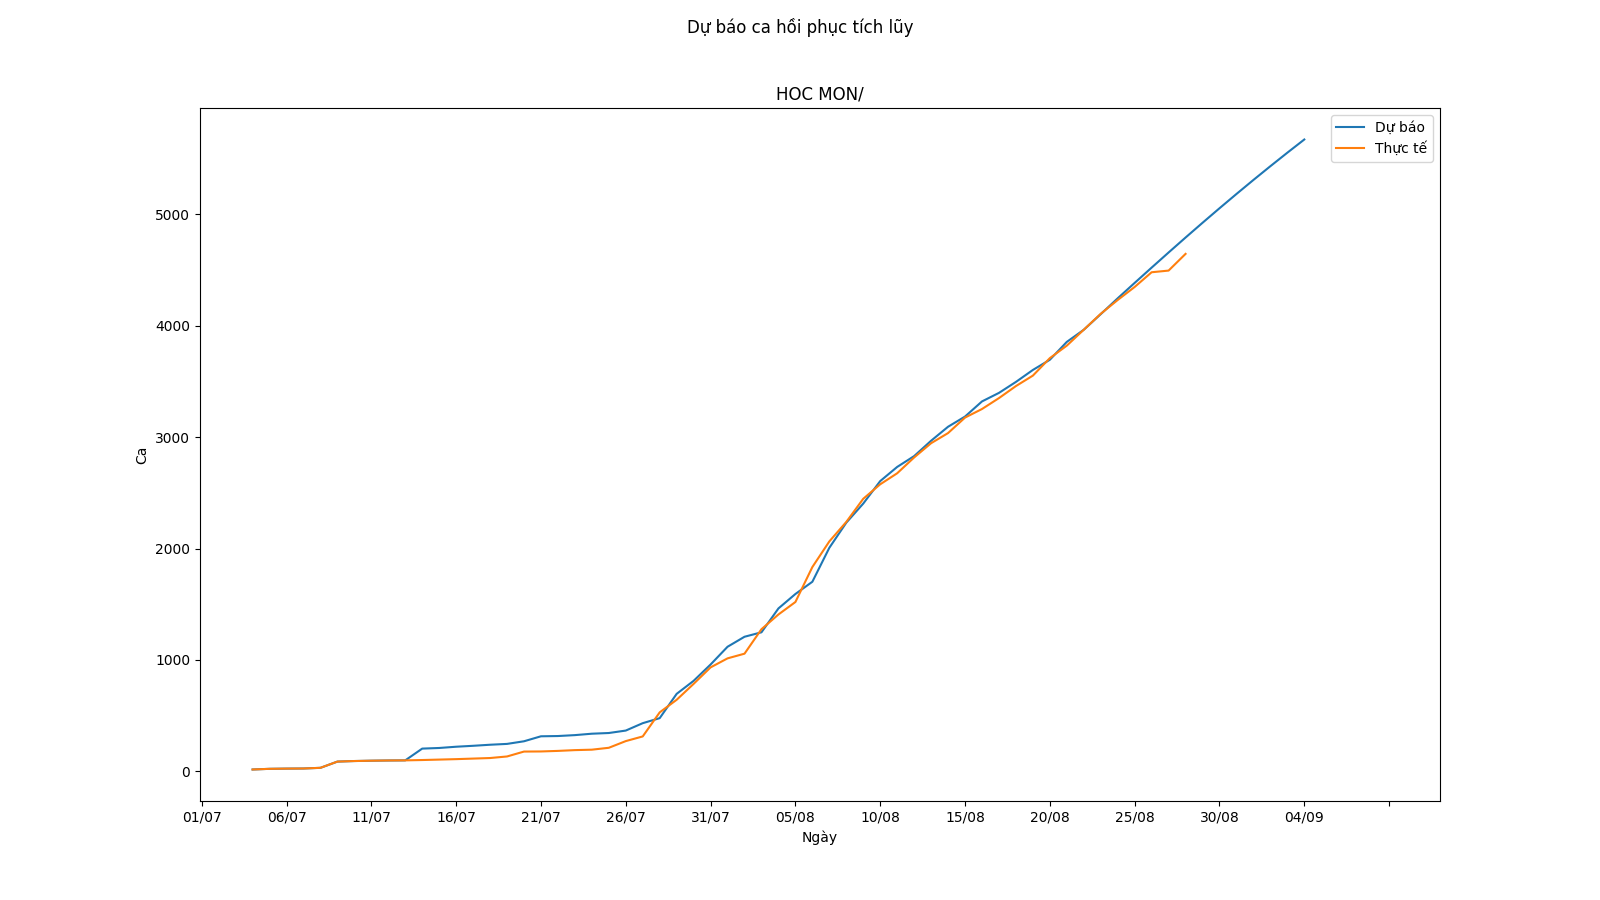 Dự báo ca hồi phục tích lũy
HOC MON/
Dự báo
Thực tế
5000
4000
3000
2000
1000
0
Ca
01/07 06/07 11/07 16/07 21/07 26/07 31/07 05/08 10/08 15/08 20/08 25/08 30/08 04/09
Ngày